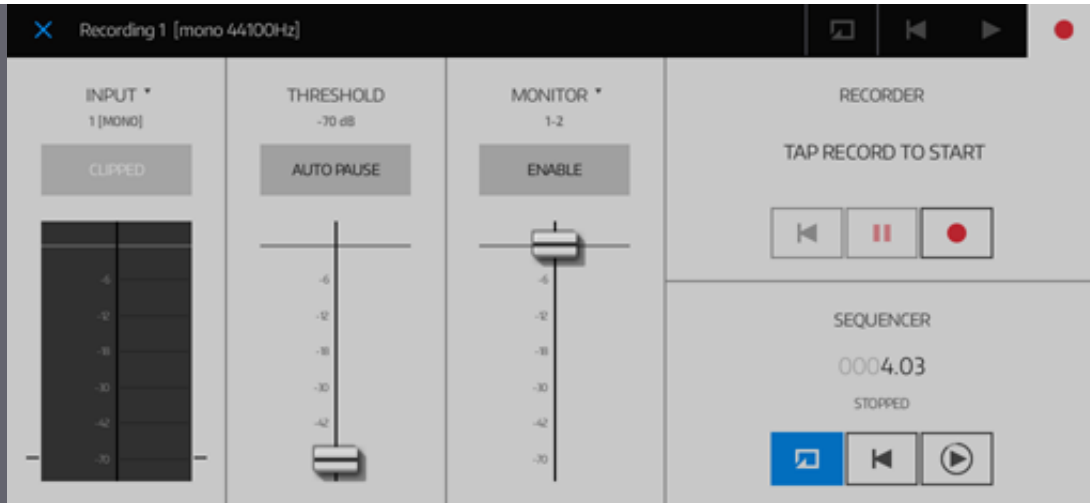 Recording 1 [mono 44100Hz]
INPUT
1 [MONO]
CLIPPED
-6
-12
-18
-30
-42
-70
THRESHOLD
-70 dB
AUTO PAUSE
-6
-12
-18
-30
-42
MONITOR
1-2
ENABLE
-6
-12
-18
-30
-42
-70
RECORDER
TAP RECORD TO START
SEQUENCER
0004.03
STOPPED